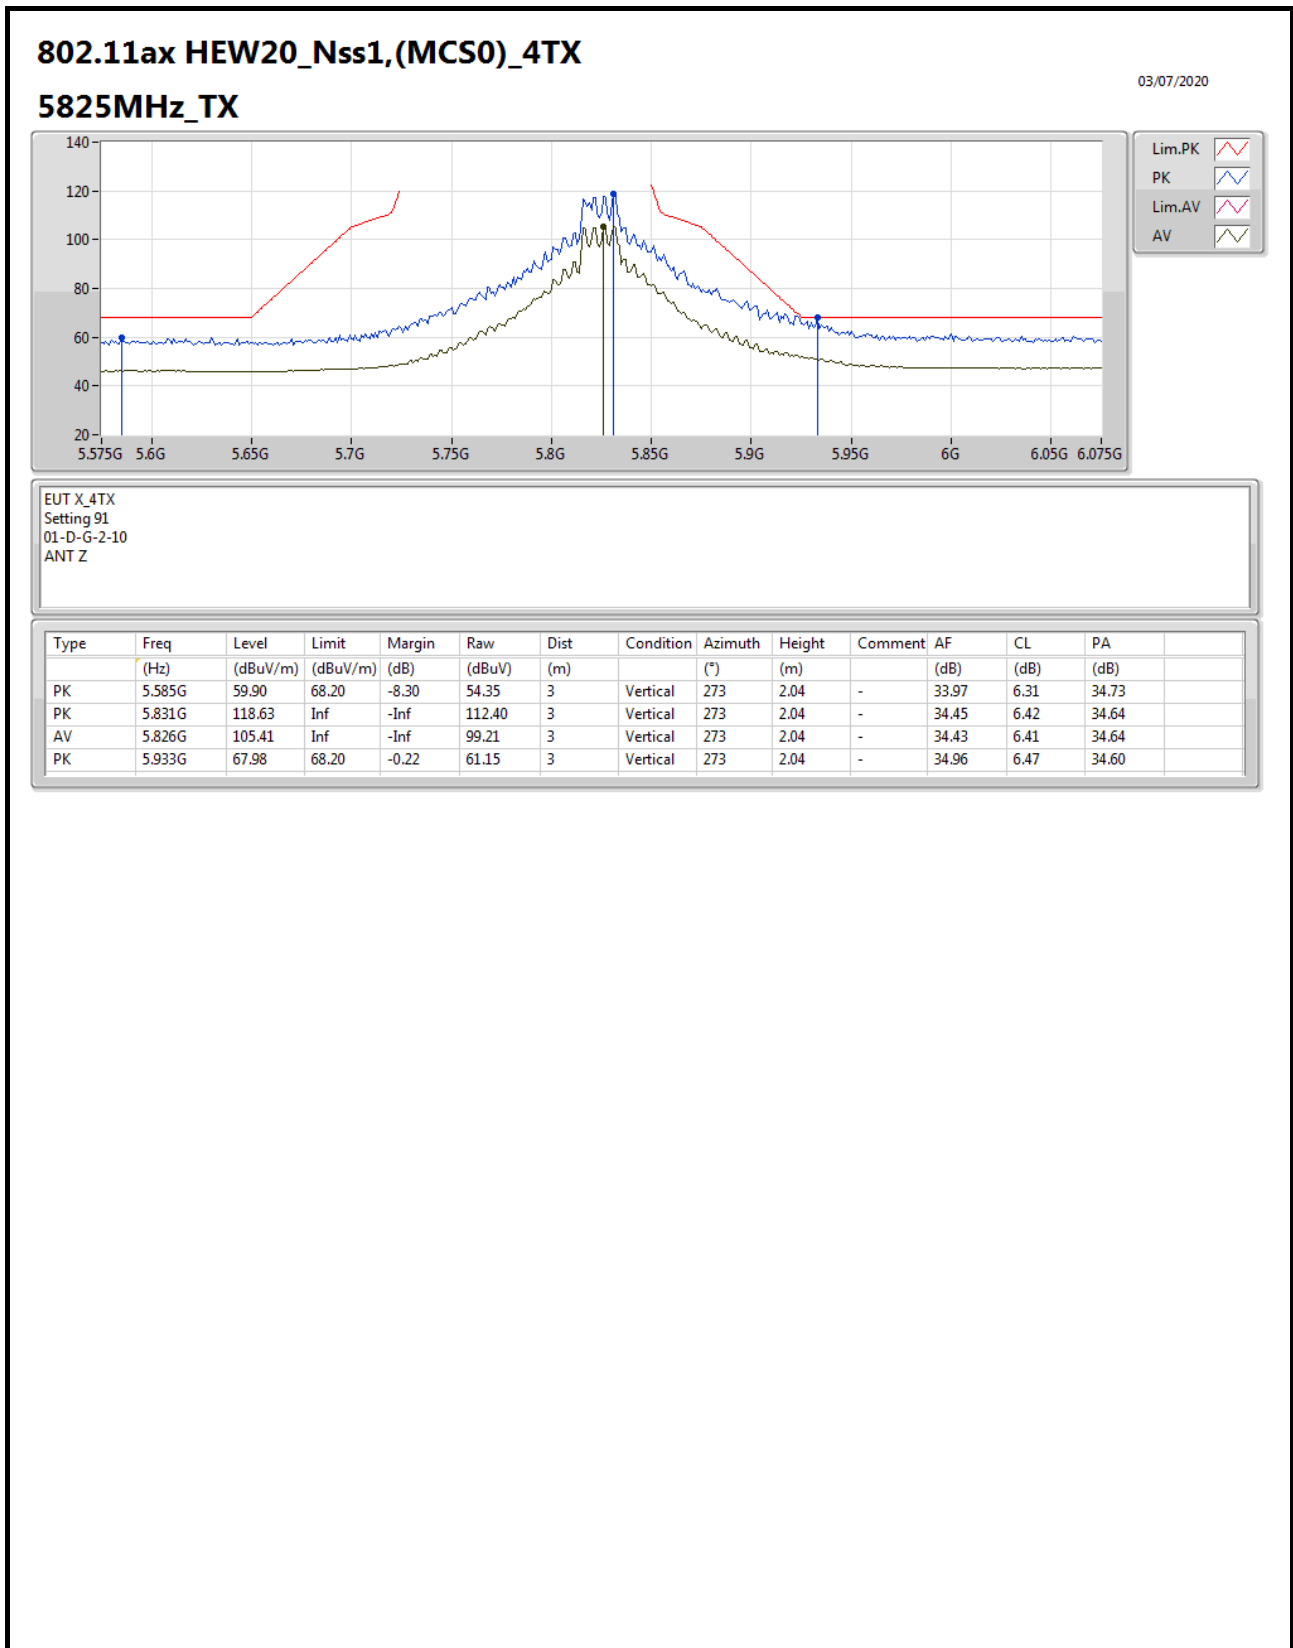 802.11ax HEW20_Nss1,(MCS0)_4TX
03/07/2020
5825MHz_TX
140
120
100
80
60
40
20
5.575G 5.6G 5.65G 5.7G 5.75G 5.8G 5.85G 5.9G 5.95G 6G 6.05G 6.075G
Lim.PK
PK
Lim.AV
AV
EUT X_4TX
Setting 91
01-D-G-2-10
ANT Z
Type Freq Level Limit Margin Raw Dist Condition Azimuth Height Comment AF CL PA
(Hz) (dBuV/m) (dBuV/m) (dB) (dBuV) (m) (°) (m) (dB) (dB) (dB)
PK 5.585G 59.90 68.20 -8.30 54.35 3 Vertical 273 2.04 - 33.97 6.31 34.73
PK 5.831G 118.63 Inf -Inf 112.40 3 Vertical 273 2.04 - 34.45 6.42 34.64
AV 5.826G 105.41 Inf -Inf 99.21 3 Vertical 273 2.04 - 34.43 6.41 34.64
PK 5.933G 67.98 68.20 -0.22 61.15 3 Vertical 273 2.04 - 34.96 6.47 34.60